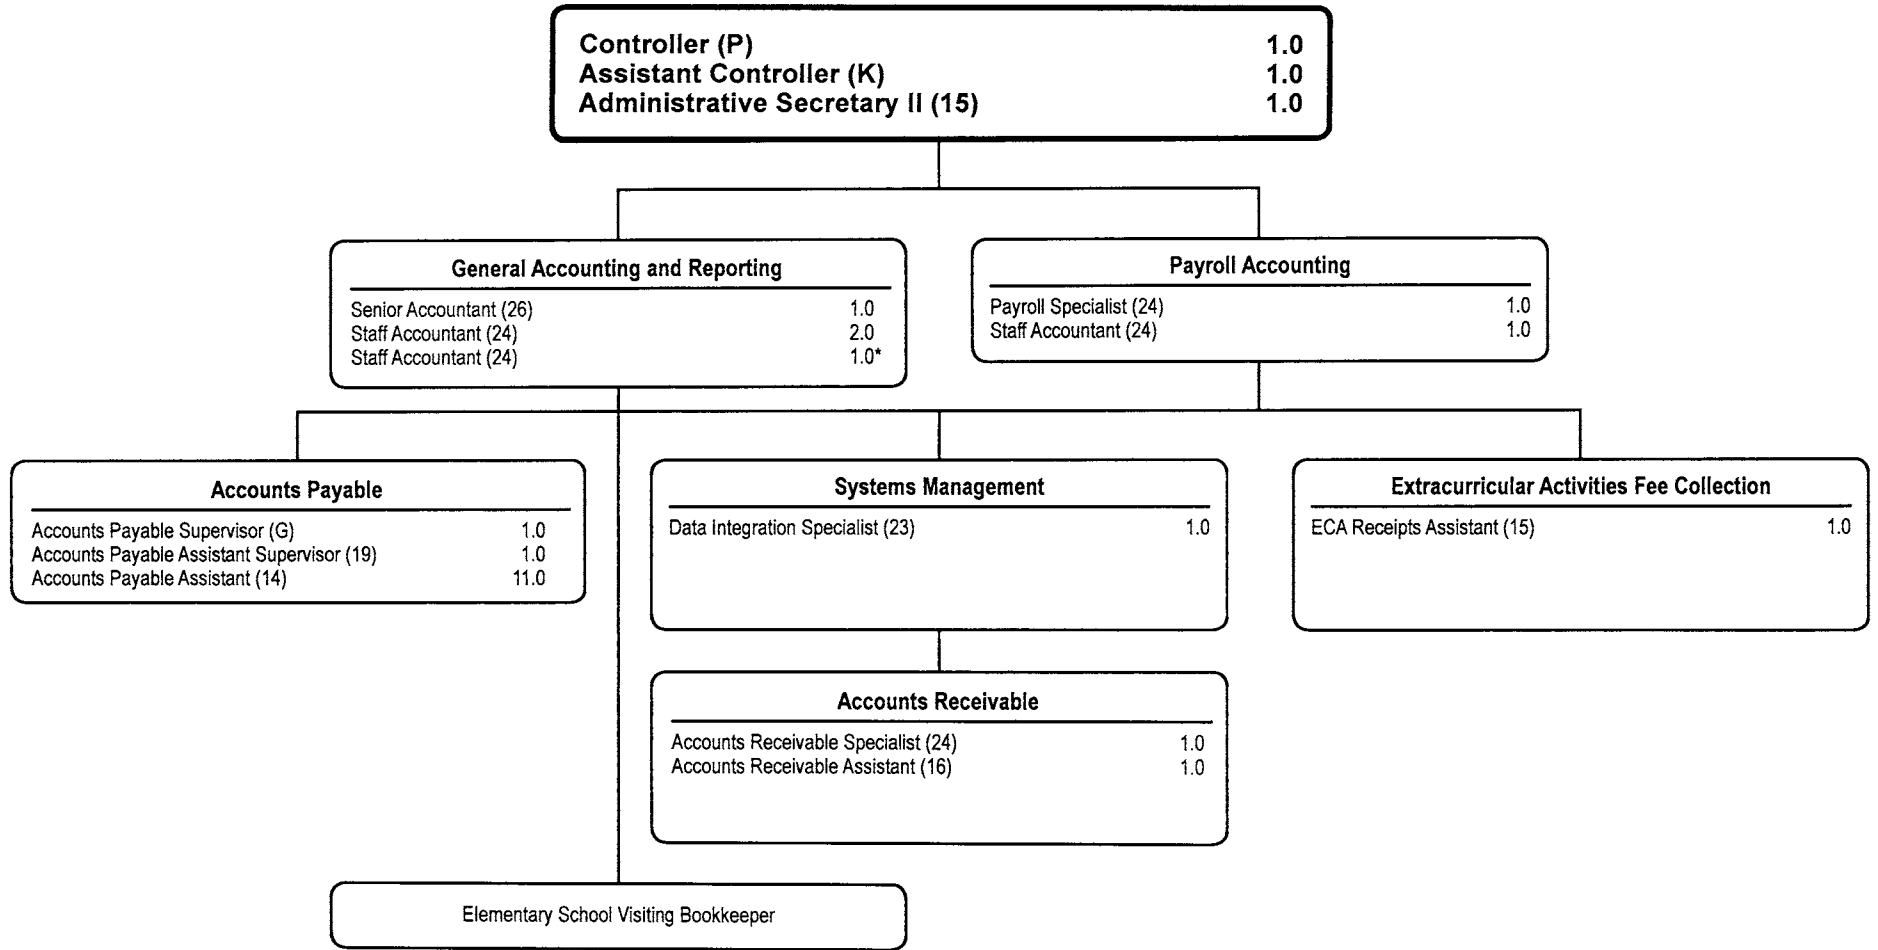 Controller (P) 1.0
Assistant Controller (K) 1.0
Administrative Secretary II (15) 1.0
General Accounting and Reporting
Senior Accountant (26) 1.0
Staff Accountant (24) 2.0
Staff Accountant (24) 1.0*
Payroll Accounting
Payroll Specialist (24) 1.0
Staff Accountant (24) 1.0
Accounts Payable
Accounts Payable Supervisor (G) 1.0
Accounts Payable Assistant Supervisor (19) 1.0
Accounts Payable Assistant (14) 11.0
Systems Management
Data Integration Specialist (23) 1.0
Extracurricular Activities Fee Collection
ECA Receipts Assistant (15) 1.0
Accounts Receivable
Accounts Receivable Specialist (24) 1.0
Accounts Receivable Assistant (16) 1.0
Elementary School Visiting Bookkeeper